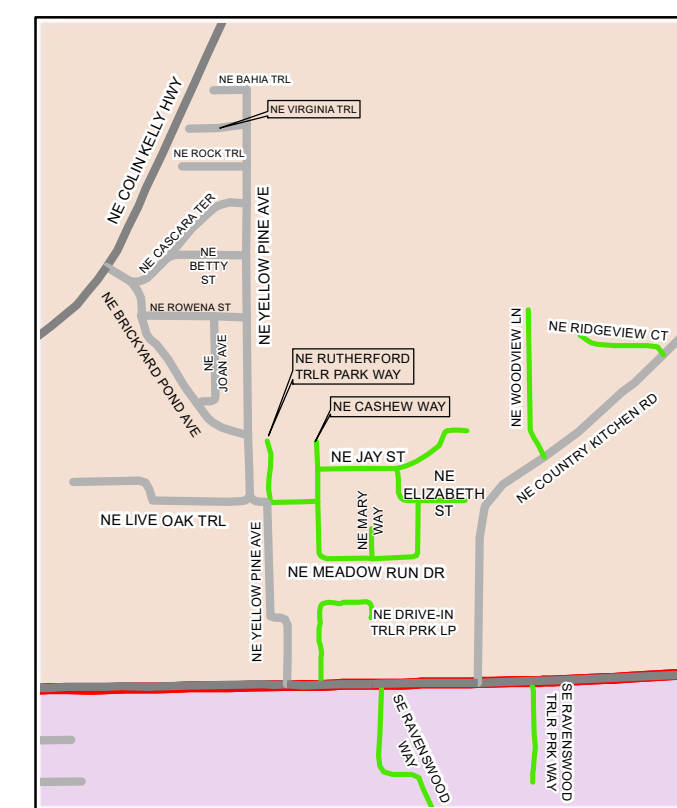 NE BAHIA TRL
NE COLIN KELLY HWY
NE VIRGINIA TRL
NE ROCK TRL
NE CASCARA TER
NE YELLOW PINE AVE
NE
BETTY
ST
NE BRICKYARD POND AVE
NE ROWENA ST
NE
JOAN AVE
NE WOODVIEW LN
NE RIDGEVIEW CT
NE RUTHERFORD
TRLR PARK WAY
NE CASHEW WAY
NE COUNTRY KITCHEN RD
NE JAY ST
NE
ELIZABETH
ST
NE MARY
WAY
NE LIVE OAK TRL
NE YELLOW PINE AVE
NE MEADOW RUN DR
NE DRIVE-IN
TRLR PRK LP
SE RAVENSWOOD
WAY
SE RAVENSWOOD
TRLR PRK WAY